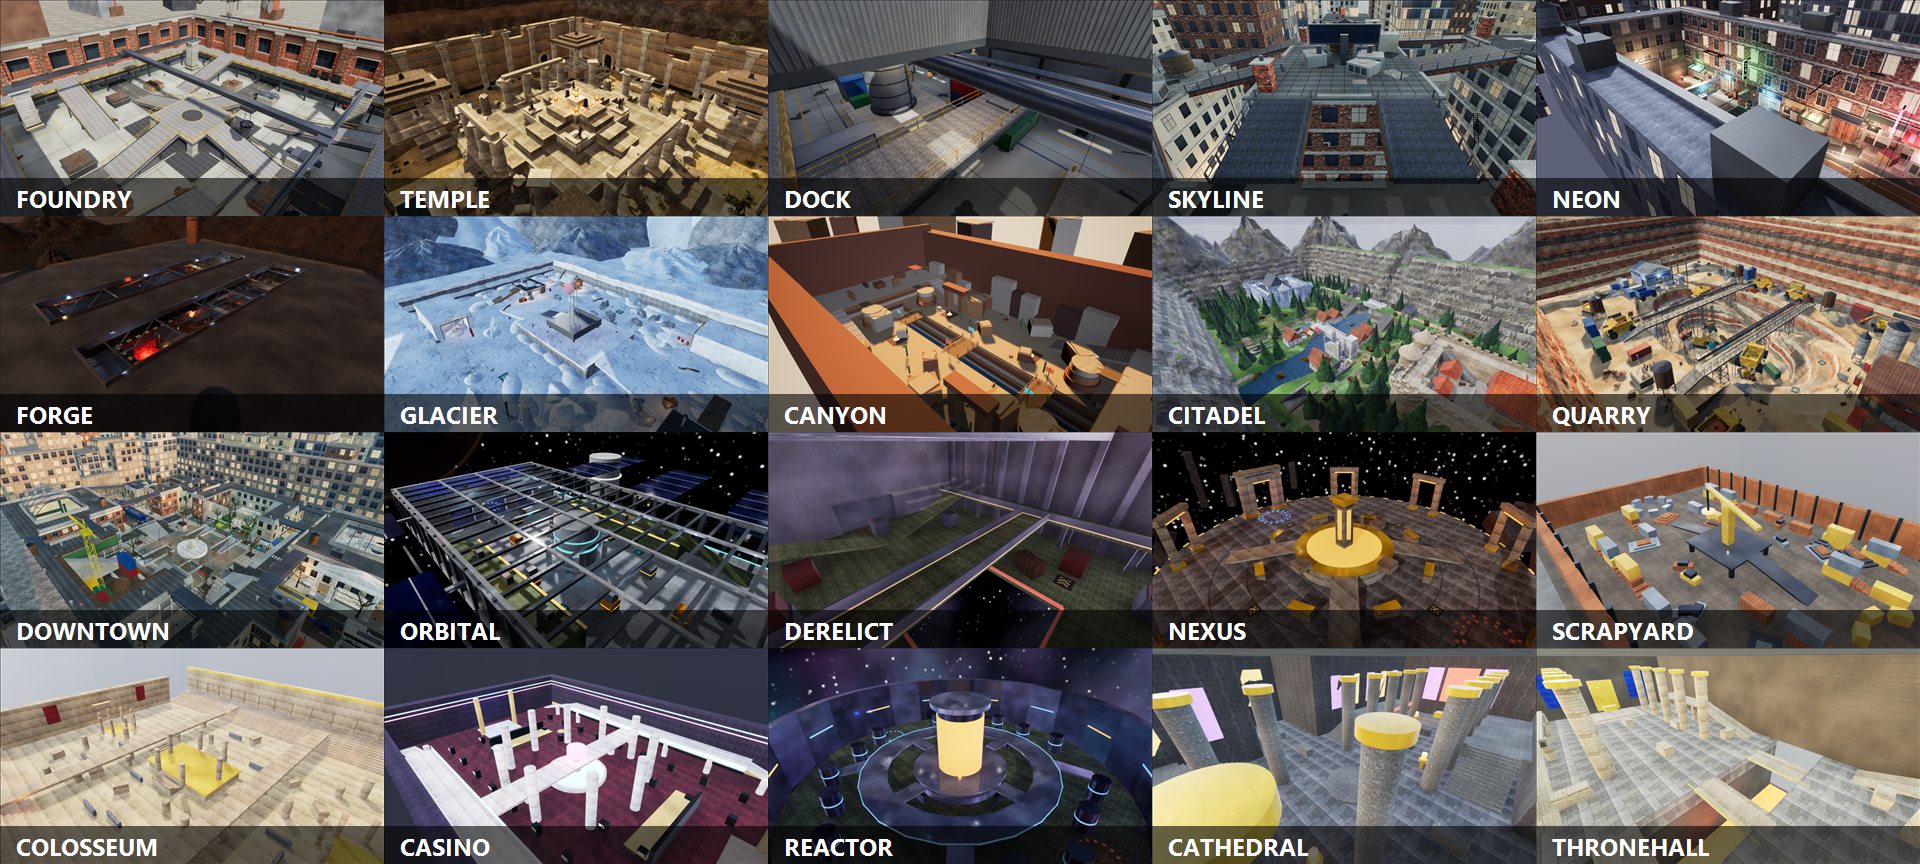 FOUNDRY
TEMPLE
DOCK
SKYLINE
NEON
FORGE
GLACIER
CANYON
CITADEL
QUARRY
DOWNTOWN
ORBITAL
DERELICT
NEXUS
SCRAPYARD
COLOSSEUM
CASINO
REACTOR
CATHEDRAL
THRONEHALL